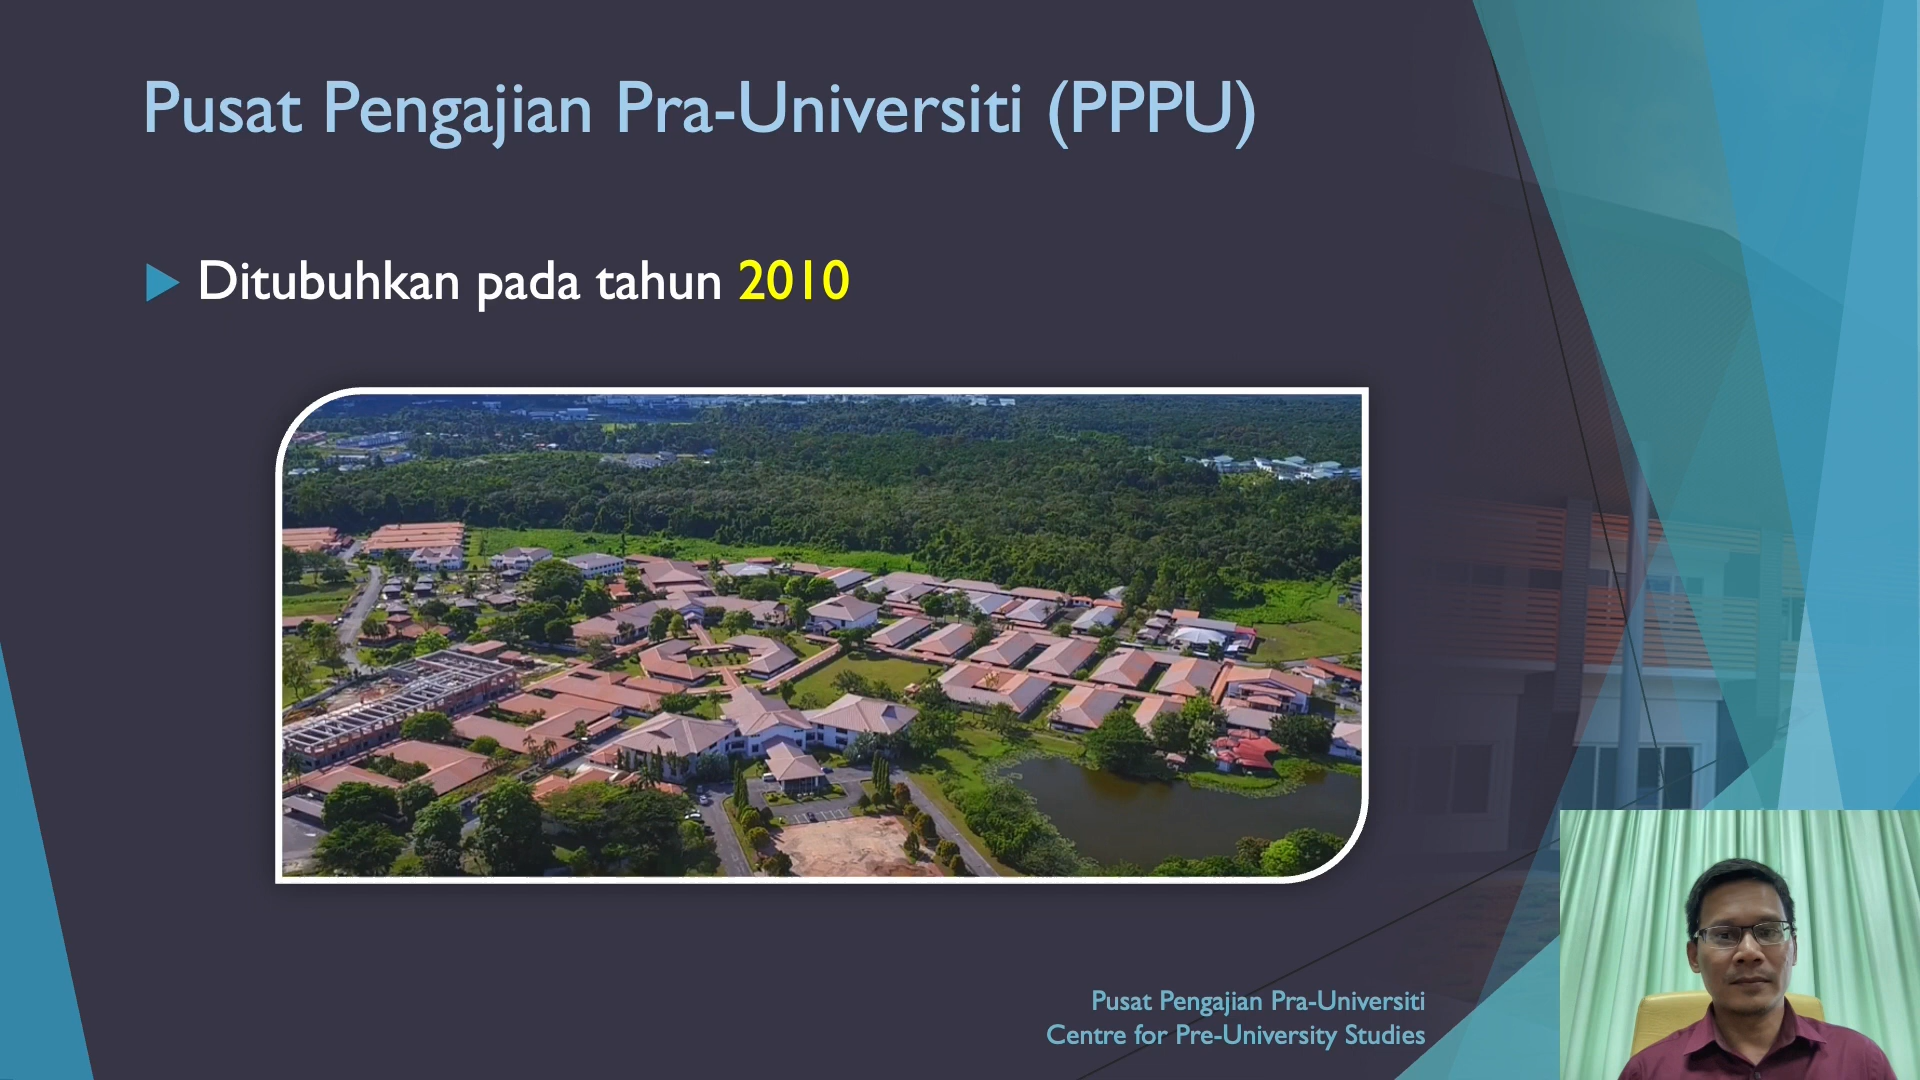 Pusat Pengajian Pra-Universiti (PPPU)
Ditubuhkan pada tahun 2010
Pusat Pengajian Pra-Universiti
Centre for Pre-University Studies